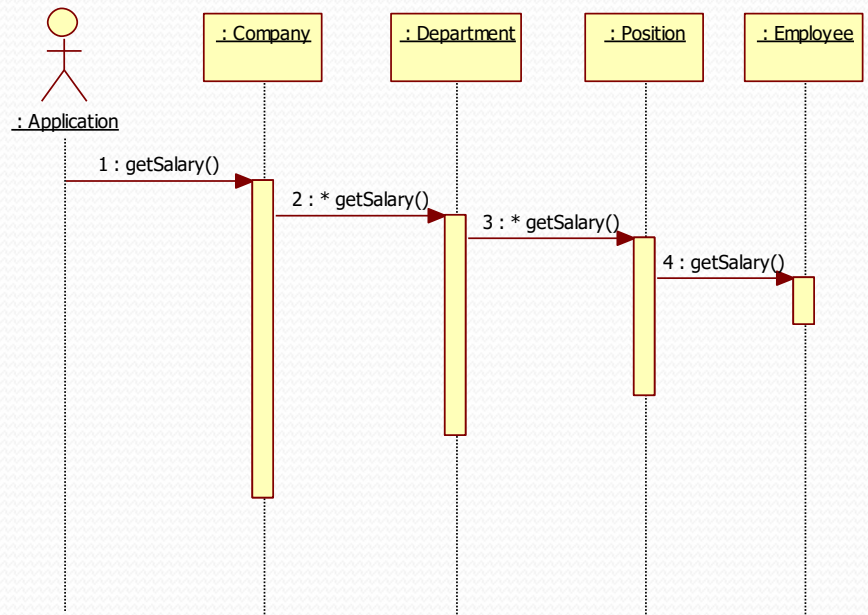 : Company
: Department
: Position
: Employee
: Application
1 : getSalary()
2 : * getSalary()
3 : * getSalary()
4 : getSalary()